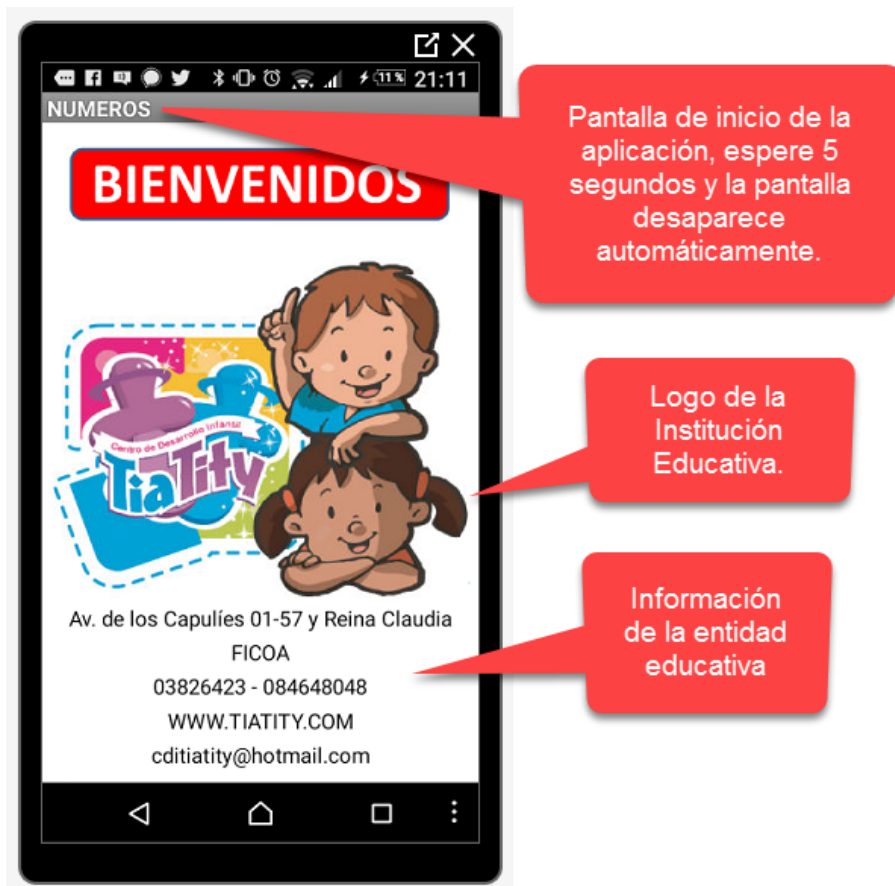 11 % 21:11
NUMEROS
BIENVENIDOS
Centro de Desarrollo Infantil
TiaTity
Av. de los Capulíes 01-57 y Reina Claudia
FICOA
03826423 - 084648048
WWW.TIATITY.COM
cditiatity@hotmail.com
Pantalla de inicio de la
aplicación, espere 5
segundos y la pantalla
desaparece
automáticamente.
Logo de la
Institución
Educativa.
Información
de la entidad
educativa